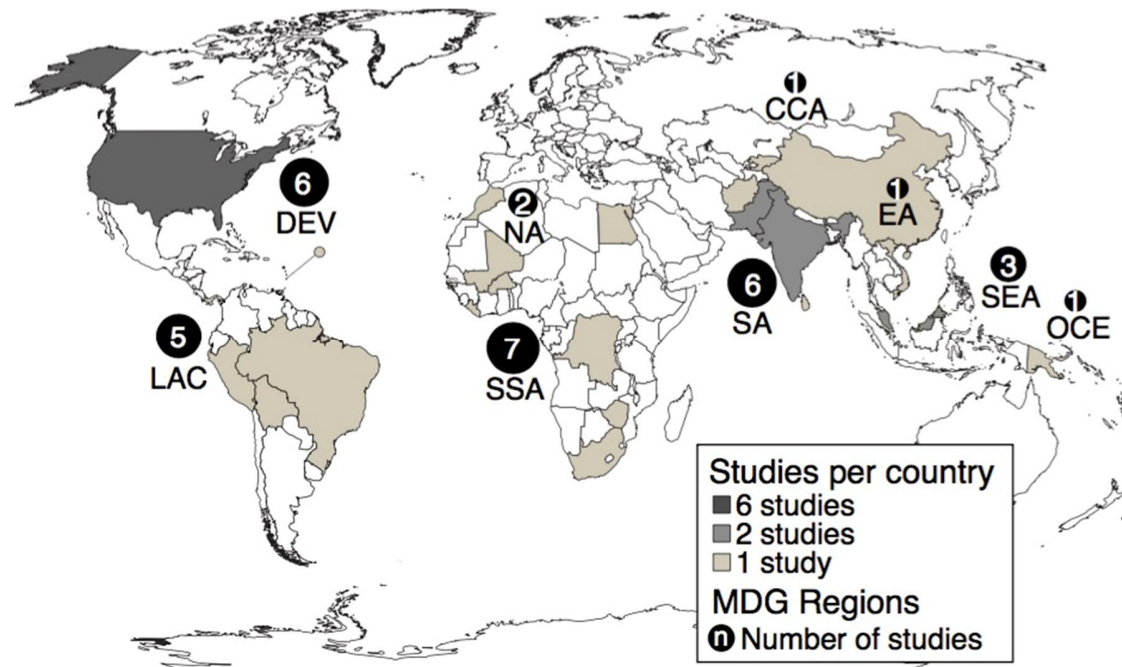 1
CCA
6
DEV
2
NA
1
EA
3
SEA
6
SA
1
OCE
5
LAC
7
SSA
Studies per country
6 studies
2 studies
1 study
MDG Regions
n Number of studies